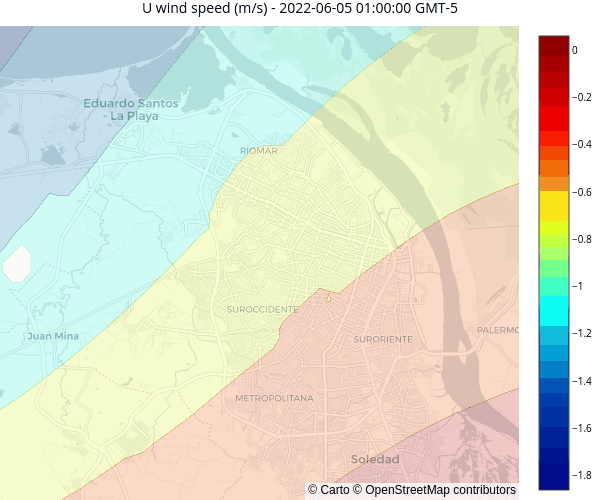 U wind speed (m/s) - 2022-06-05 01:00:00 GMT-5
0
−0.2
−0.4
−0.6
−0.8
−1
−1.2
−1.4
−1.6
−1.8
Eduardo Santos
- La Playa
RIOMAR
SUROCCIDENTE
Juan Mina
SURORIENTE
PALERMO
METROPOLITANA
Soledad
© Carto © OpenStreetMap contributors